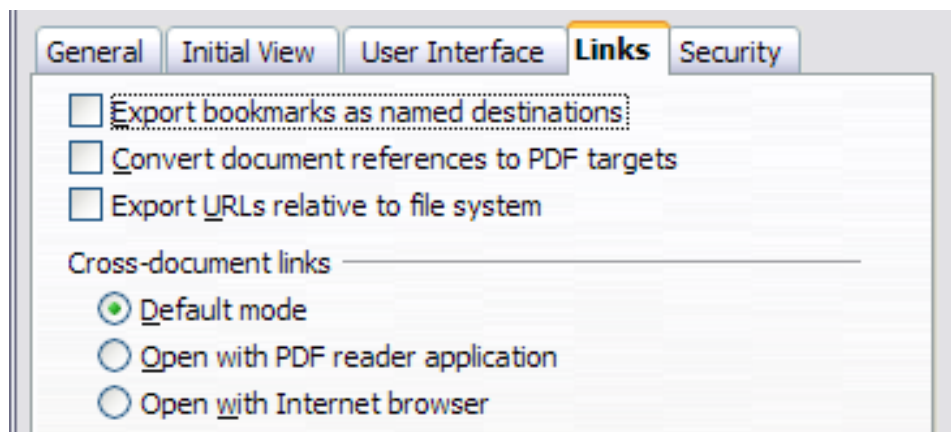 General Initial View User Interface Links Security
Export bookmarks as named destinations
Convert document references to PDF targets
Export URLs relative to file system
Cross-document links
Default mode
Open with PDF reader application
Open with Internet browser